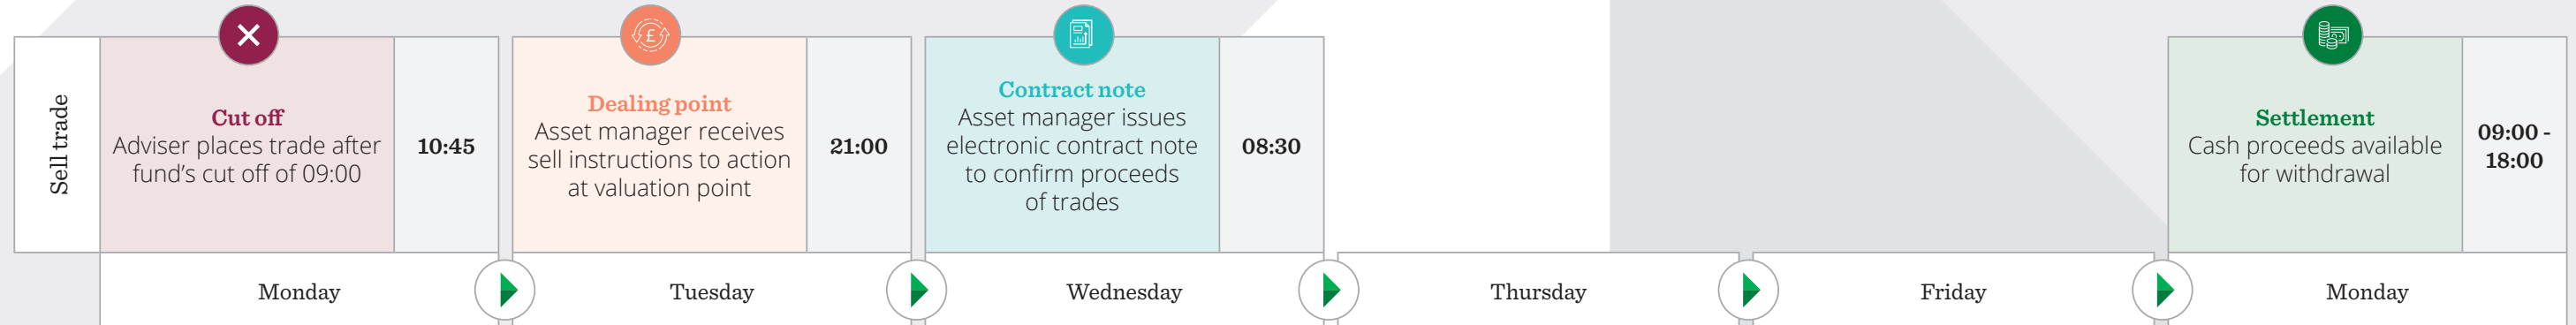 Sell trade
Cut off
Adviser places trade after
fund's cut off of 09:00
10:45
Dealing point
Asset manager receives
sell instructions to action
at valuation point
21:00
Contract note
Asset manager issues
electronic contract note
to confirm proceeds
of trades
08:30
Settlement
Cash proceeds available
for withdrawal
09:00 -
18:00
Monday
Tuesday
Wednesday
Thursday
Friday
Monday